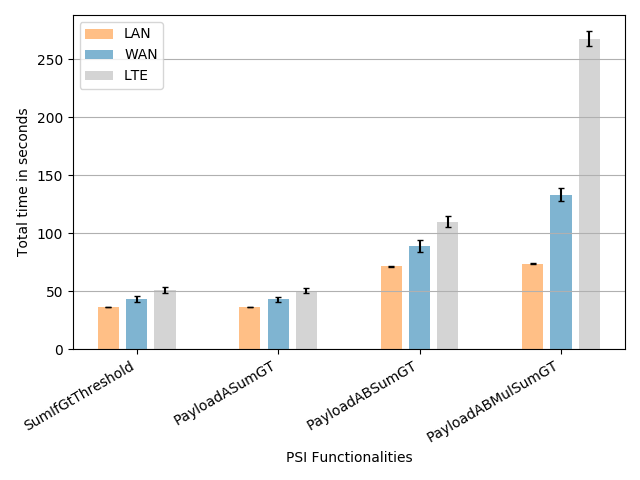 LAN
WAN
LTE
Total time in seconds
250
200
150
100
50
0
SumIfGtThreshold
PayloadASumGT
PayloadABSumGT
PayloadABMulSumGT
PSI Functionalities